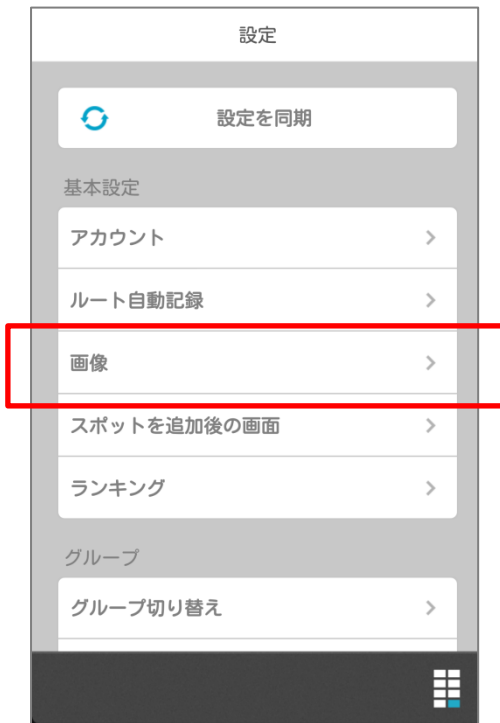 設定
設定を同期
基本設定
アカウント
ルート自動記録
画像
スポットを追加後の画面
ランキング
グループ
グループ切り替え